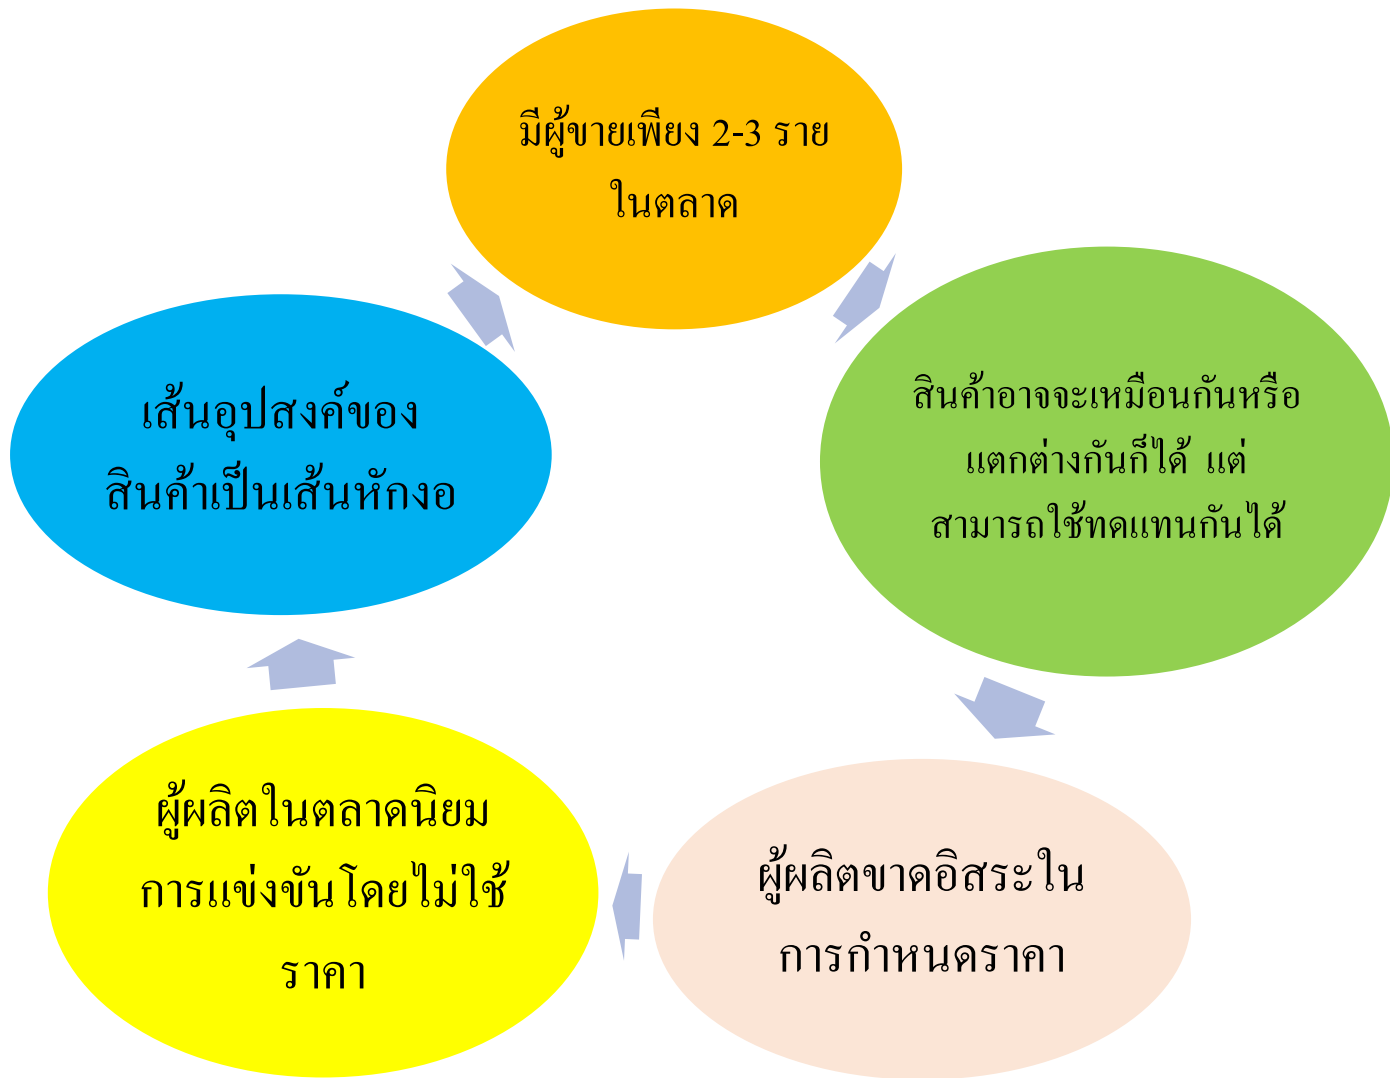 มีผู้ขายเพียง 2-3 ราย
ในตลาด
สินค้าอาจจะเหมือนกันหรือ
แตกต่างกันก็ได้ แต่
สามารถใช้ทดแทนกันได้
ผู้ผลิตขาดอิสระใน
การกำหนดราคา
ผู้ผลิตในตลาดนิยม
การแข่งขันโดยไม่ใช้
ราคา
เส้นอุปสงค์ของ
สินค้าเป็นเส้นหักงอ